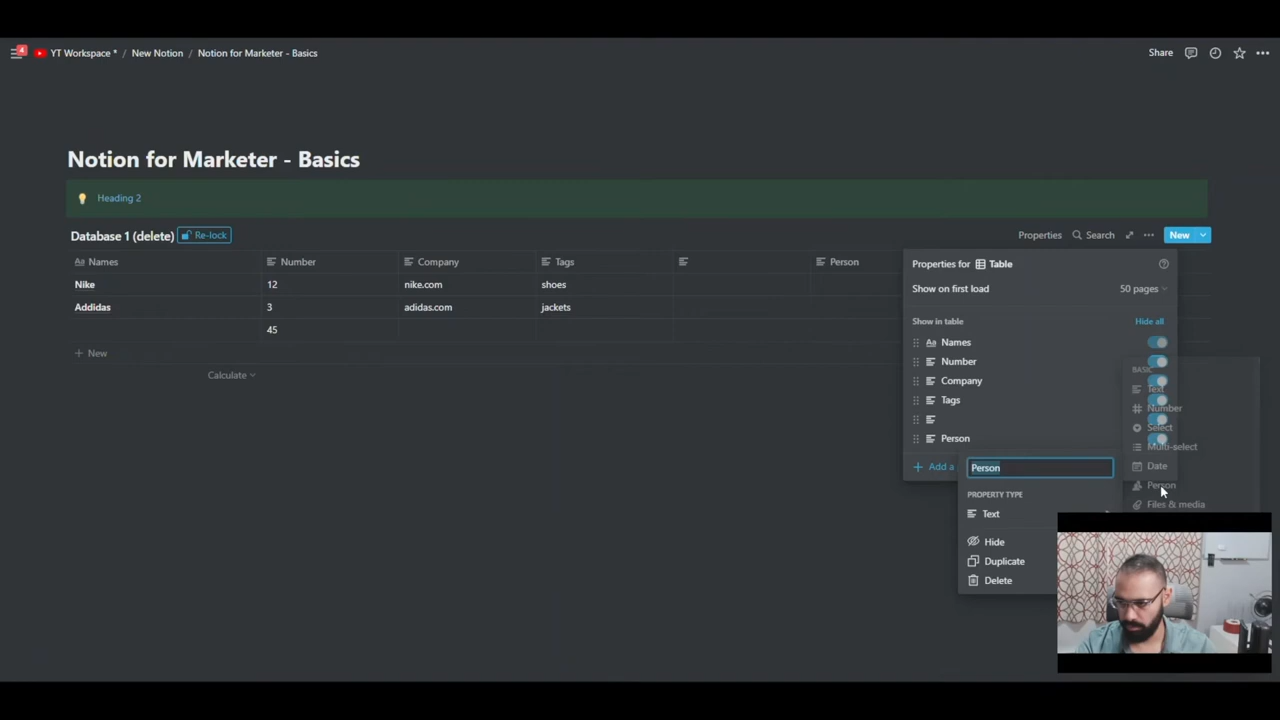 4 YT Workspace * / New Notion / Notion for Marketer - Basics Share
Notion for Marketer - Basics
Heading 2
Database 1 (delete) Re-lock Properties Search New
Aa Names Number Company Tags Person
Nike 12 nike.com shoes
Addidas 3 adidas.com jackets
45
+ New
Calculate
Properties for Table
Show on first load 50 pages
Show in table Hide all
Aa Names
Number
Company
Tags
Person
+ Add a
Person
PROPERTY TYPE
Text
Hide
Duplicate
Delete
BASIC
Text
Number
Select
Multi-select
Date
Person
Files & media